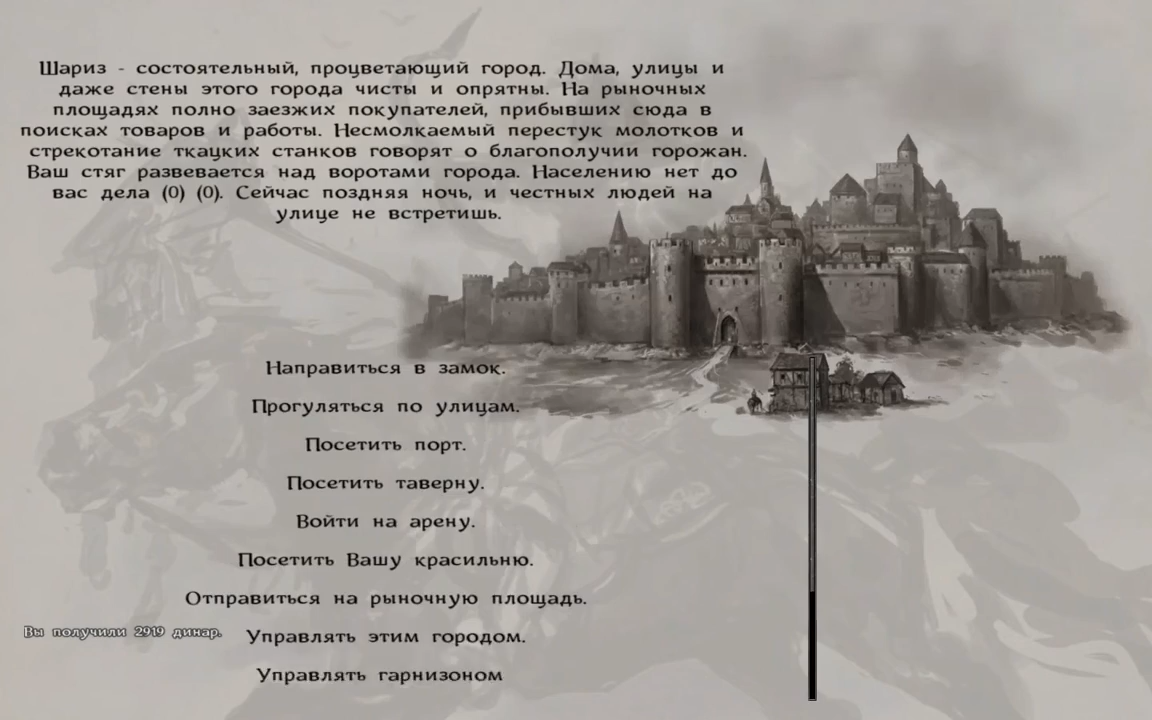 Шариз - состоятельный, процветающий город. Дома, улицы и
даже стены этого города чисты и опрятны. На рыночных
площадях полно заезжих покупателей, прибывших сюда в
поисках товаров и работы. Несмолкаемый перестук молотков и
стрекотание ткацких станков говорят о благополучии горожан.
Ваш стяг развевается над воротами города. Населению нет до
вас дела (0) (0). Сейчас поздняя ночь, и честных людей на
улице не встретишь.
Направиться в замок.
Прогуляться по улицам.
Посетить порт.
Посетить таверну.
Войти на арену.
Посетить Вашу красильню.
Отправиться на рыночную площадь.
Вы получили 2919 динар.
Управлять этим городом.
Управлять гарнизоном